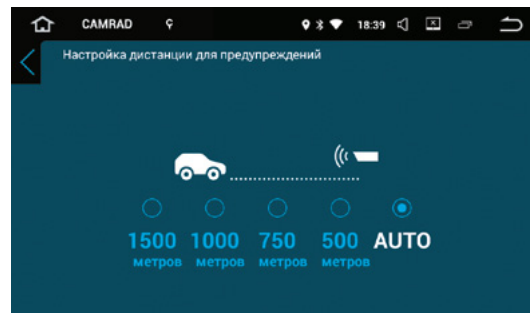 CAMRAD 18:39
Настройка дистанции для предупреждений
1500 1000 750 500 AUTO
метров метров метров метров